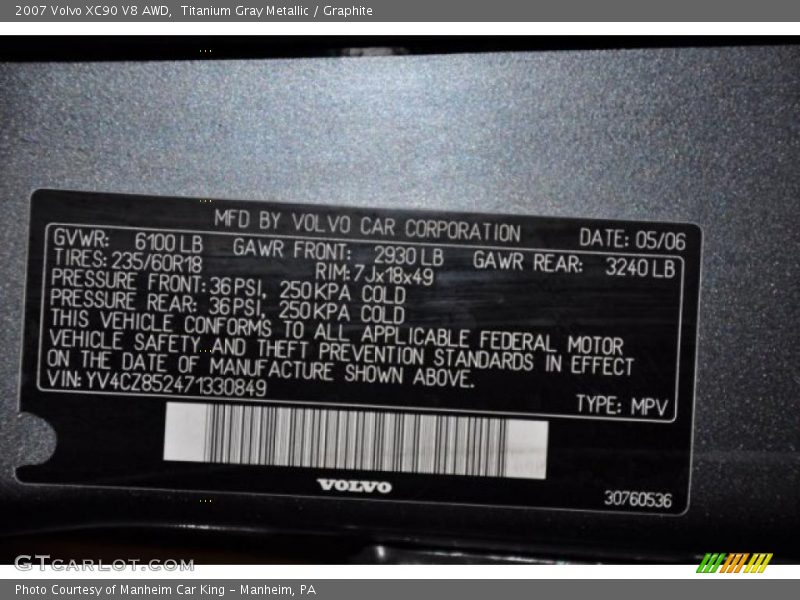 2007 Volvo XC90 V8 AWD,  Titanium Gray Metallic / Graphite
MFD BY VOLVO CAR CORPORATION DATE: 05/06
GVWR: 6100 LB GAWR FRONT: 2930 LB GAWR REAR: 3240 LB
TIRES: 235/60R18 RIM: 7Jx18x49
PRESSURE FRONT: 36 PSI, 250 KPA COLD
PRESSURE REAR: 36 PSI, 250 KPA COLD
THIS VEHICLE CONFORMS TO ALL APPLICABLE FEDERAL MOTOR
VEHICLE SAFETY AND THEFT PREVENTION STANDARDS IN EFFECT
ON THE DATE OF MANUFACTURE SHOWN ABOVE.
VIN: YV4CZ852471330849 TYPE: MPV
VOLVO
30760536
GTCARLOT.COM
Photo Courtesy of Manheim Car King - Manheim, PA